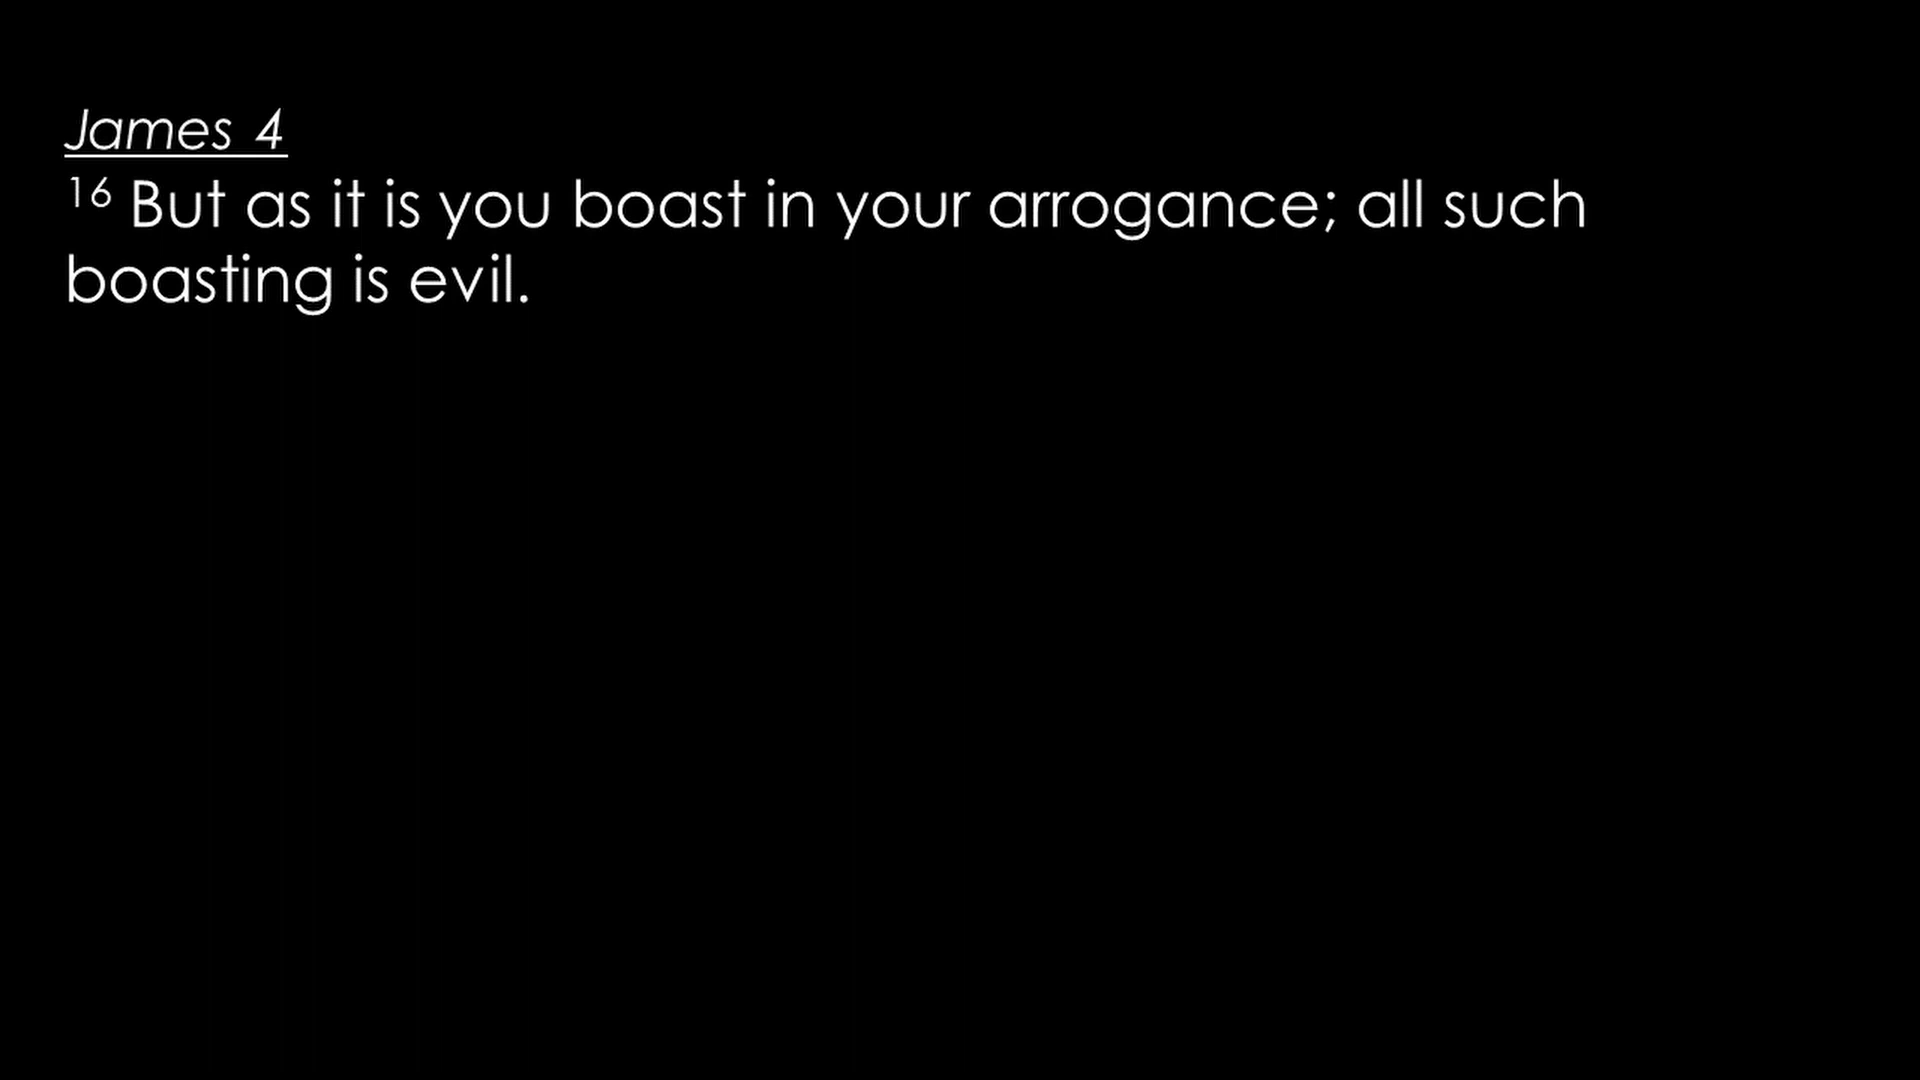 James 4
16 But as it is you boast in your arrogance; all such
boasting is evil.